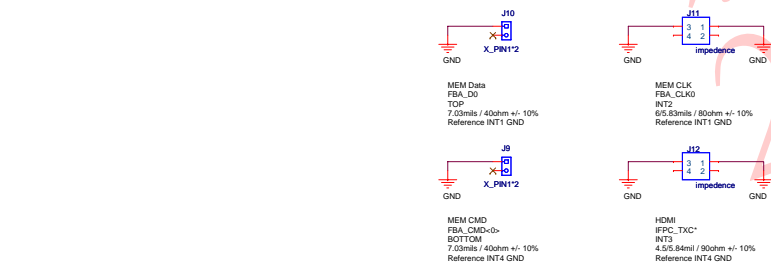 J10
X_PIN1*2
GND
MEM Data
FBA_D0
TOP
7.03mils / 40ohm +/- 10%
Reference INT1 GND
J11
3 1
4 2
impedence
GND
GND
MEM CLK
FBA_CLK0
INT2
6/5.83mils / 80ohm +/- 10%
Reference INT1 GND
J9
X_PIN1*2
GND
MEM CMD
FBA_CMD<0>
BOTTOM
7.03mils / 40ohm +/- 10%
Reference INT4 GND
J12
3 1
4 2
impedence
GND
GND
HDMI
IFPC_TXC*
INT3
4.5/5.84mil / 90ohm +/- 10%
Reference INT4 GND